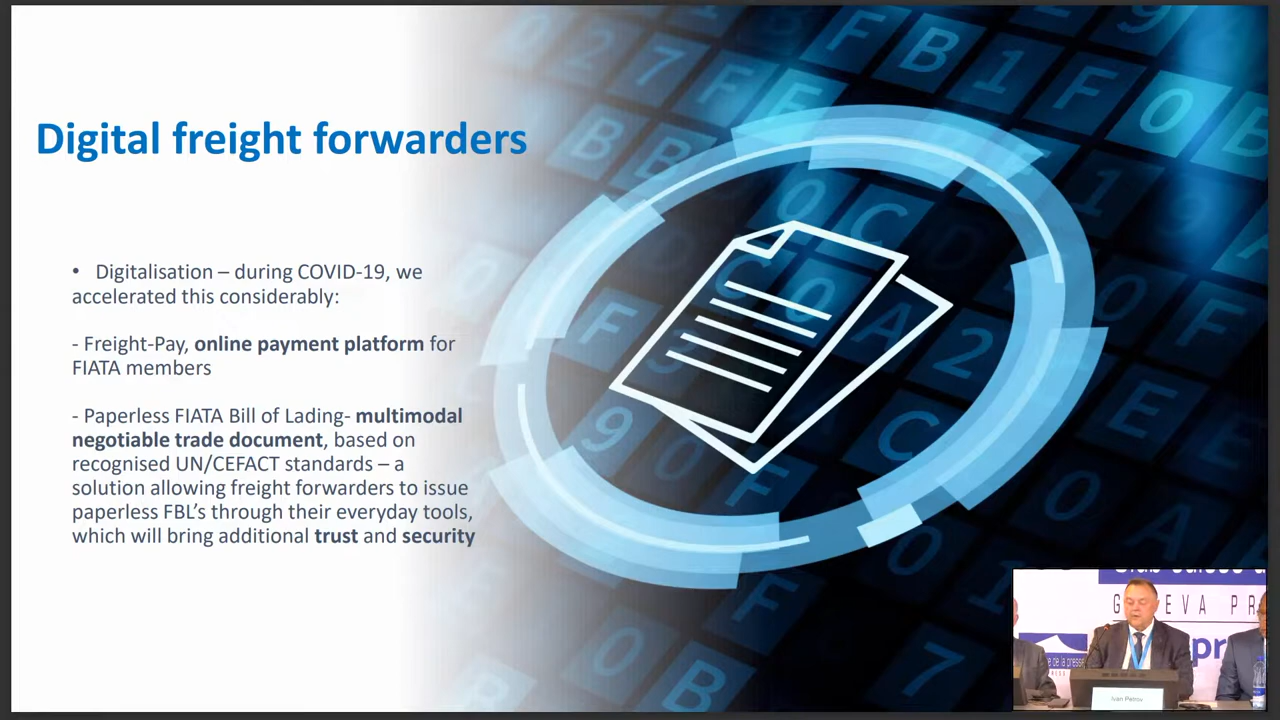 Digital freight forwarders
• Digitalisation – during COVID-19, we
accelerated this considerably:
- Freight-Pay, online payment platform for
FIATA members
- Paperless FIATA Bill of Lading- multimodal
negotiable trade document, based on
recognised UN/CEFACT standards – a
solution allowing freight forwarders to issue
paperless FBL's through their everyday tools,
which will bring additional trust and security
Ivan Petrov